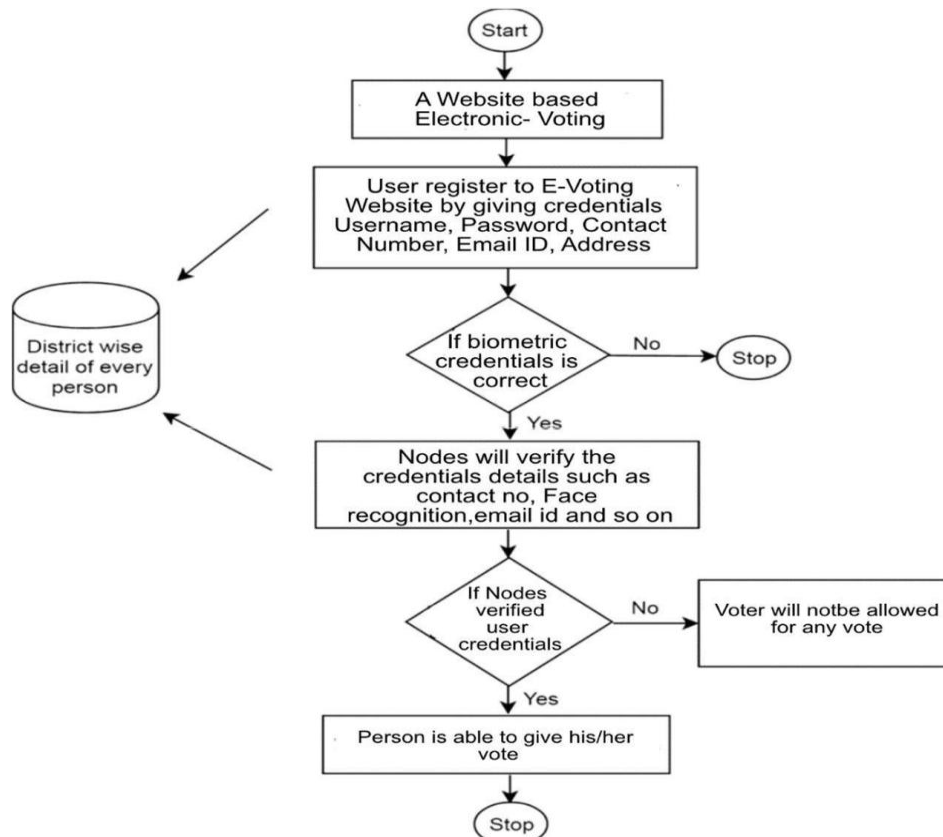 Start
A Website based
Electronic- Voting
User register to E-Voting
Website by giving credentials
Username, Password, Contact
Number, Email ID, Address
District wise
detail of every
person
If biometric
credentials is
correct
No
Stop
Yes
Nodes will verify the
credentials details such as
contact no, Face
recognition,email id and so on
If Nodes
verified
user
credentials
No
Voter will notbe allowed
for any vote
Yes
Person is able to give his/her
vote
Stop